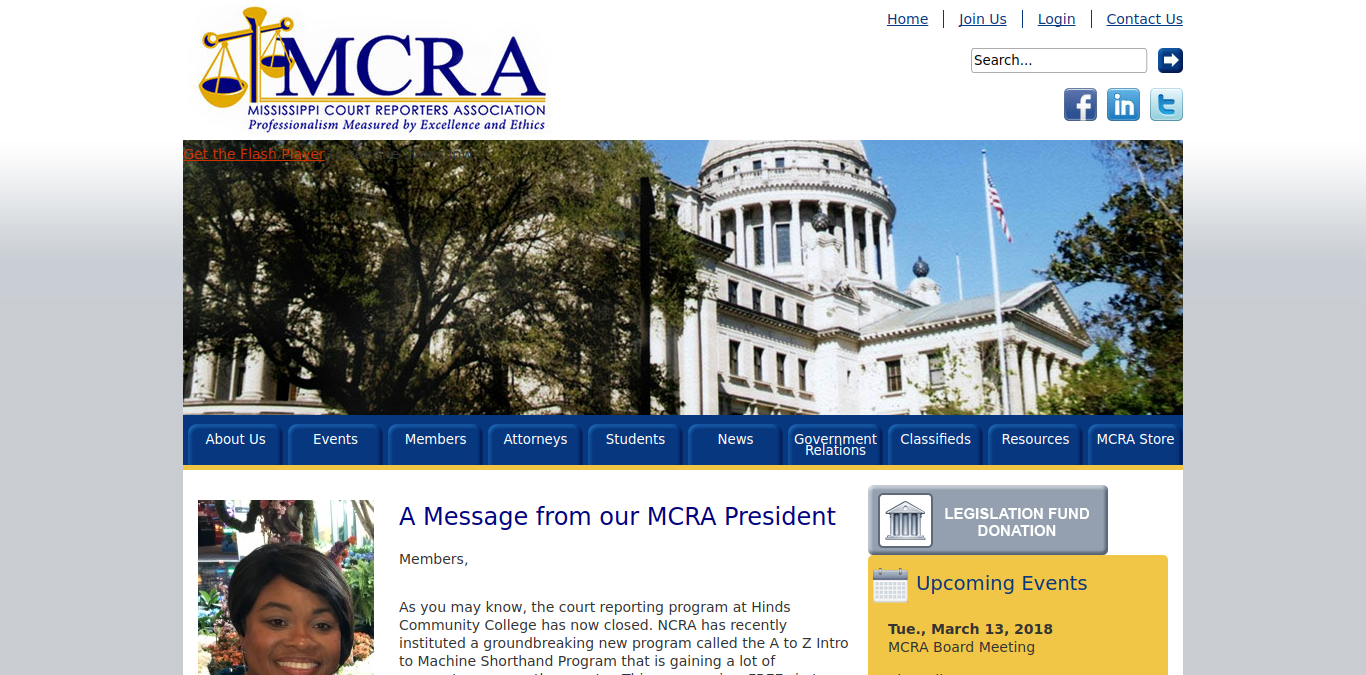 MCRA
MISSISSIPPI COURT REPORTERS ASSOCIATION
Professionalism Measured by Excellence and Ethics
Home
Join Us
Login
Contact Us
Search...
f
in
t
Get the Flash Player
About Us
Events
Members
Attorneys
Students
News
Government
Relations
Classifieds
Resources
MCRA Store
A Message from our MCRA President
Members,
As you may know, the court reporting program at Hinds
Community College has now closed. NCRA has recently
instituted a groundbreaking new program called the A to Z Intro
to Machine Shorthand Program that is gaining a lot of
LEGISLATION FUND
DONATION
Upcoming Events
Tue., March 13, 2018
MCRA Board Meeting